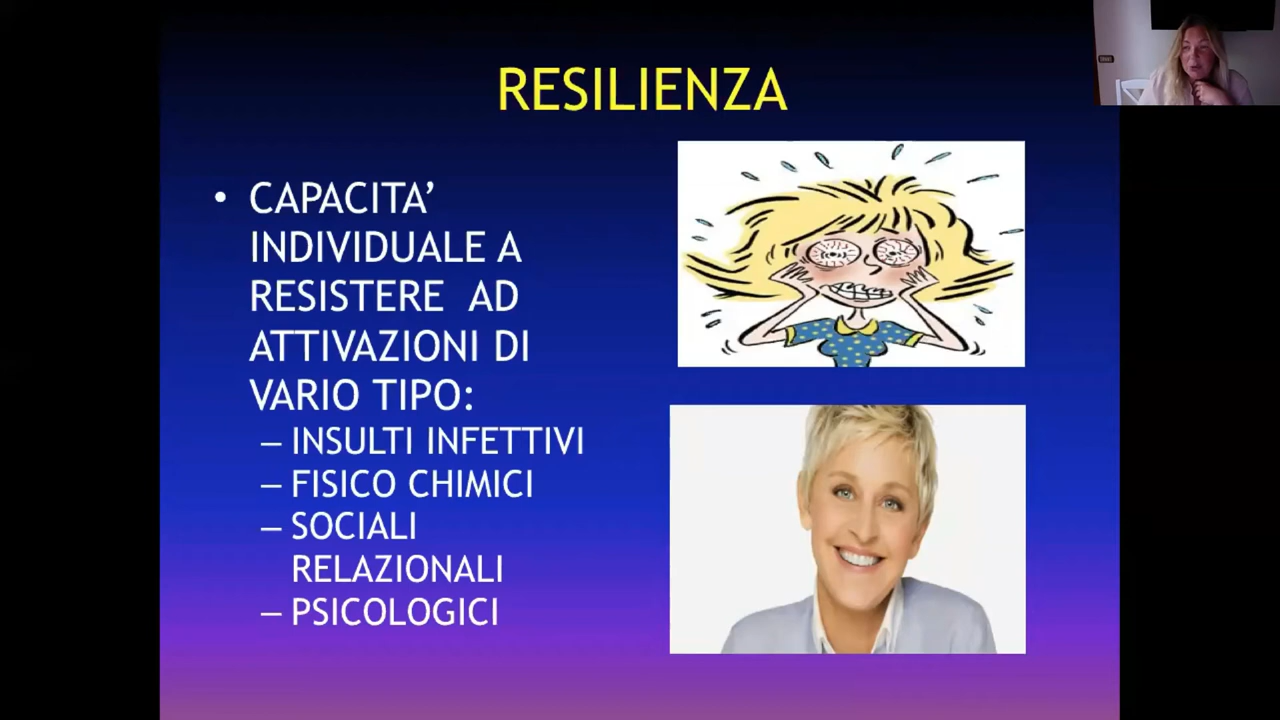 RESILIENZA
• CAPACITA’
INDIVIDUALE A
RESISTERE AD
ATTIVAZIONI DI
VARIO TIPO:
– INSULTI INFETTIVI
– FISICO CHIMICI
– SOCIALI
RELAZIONALI
– PSICOLOGICI